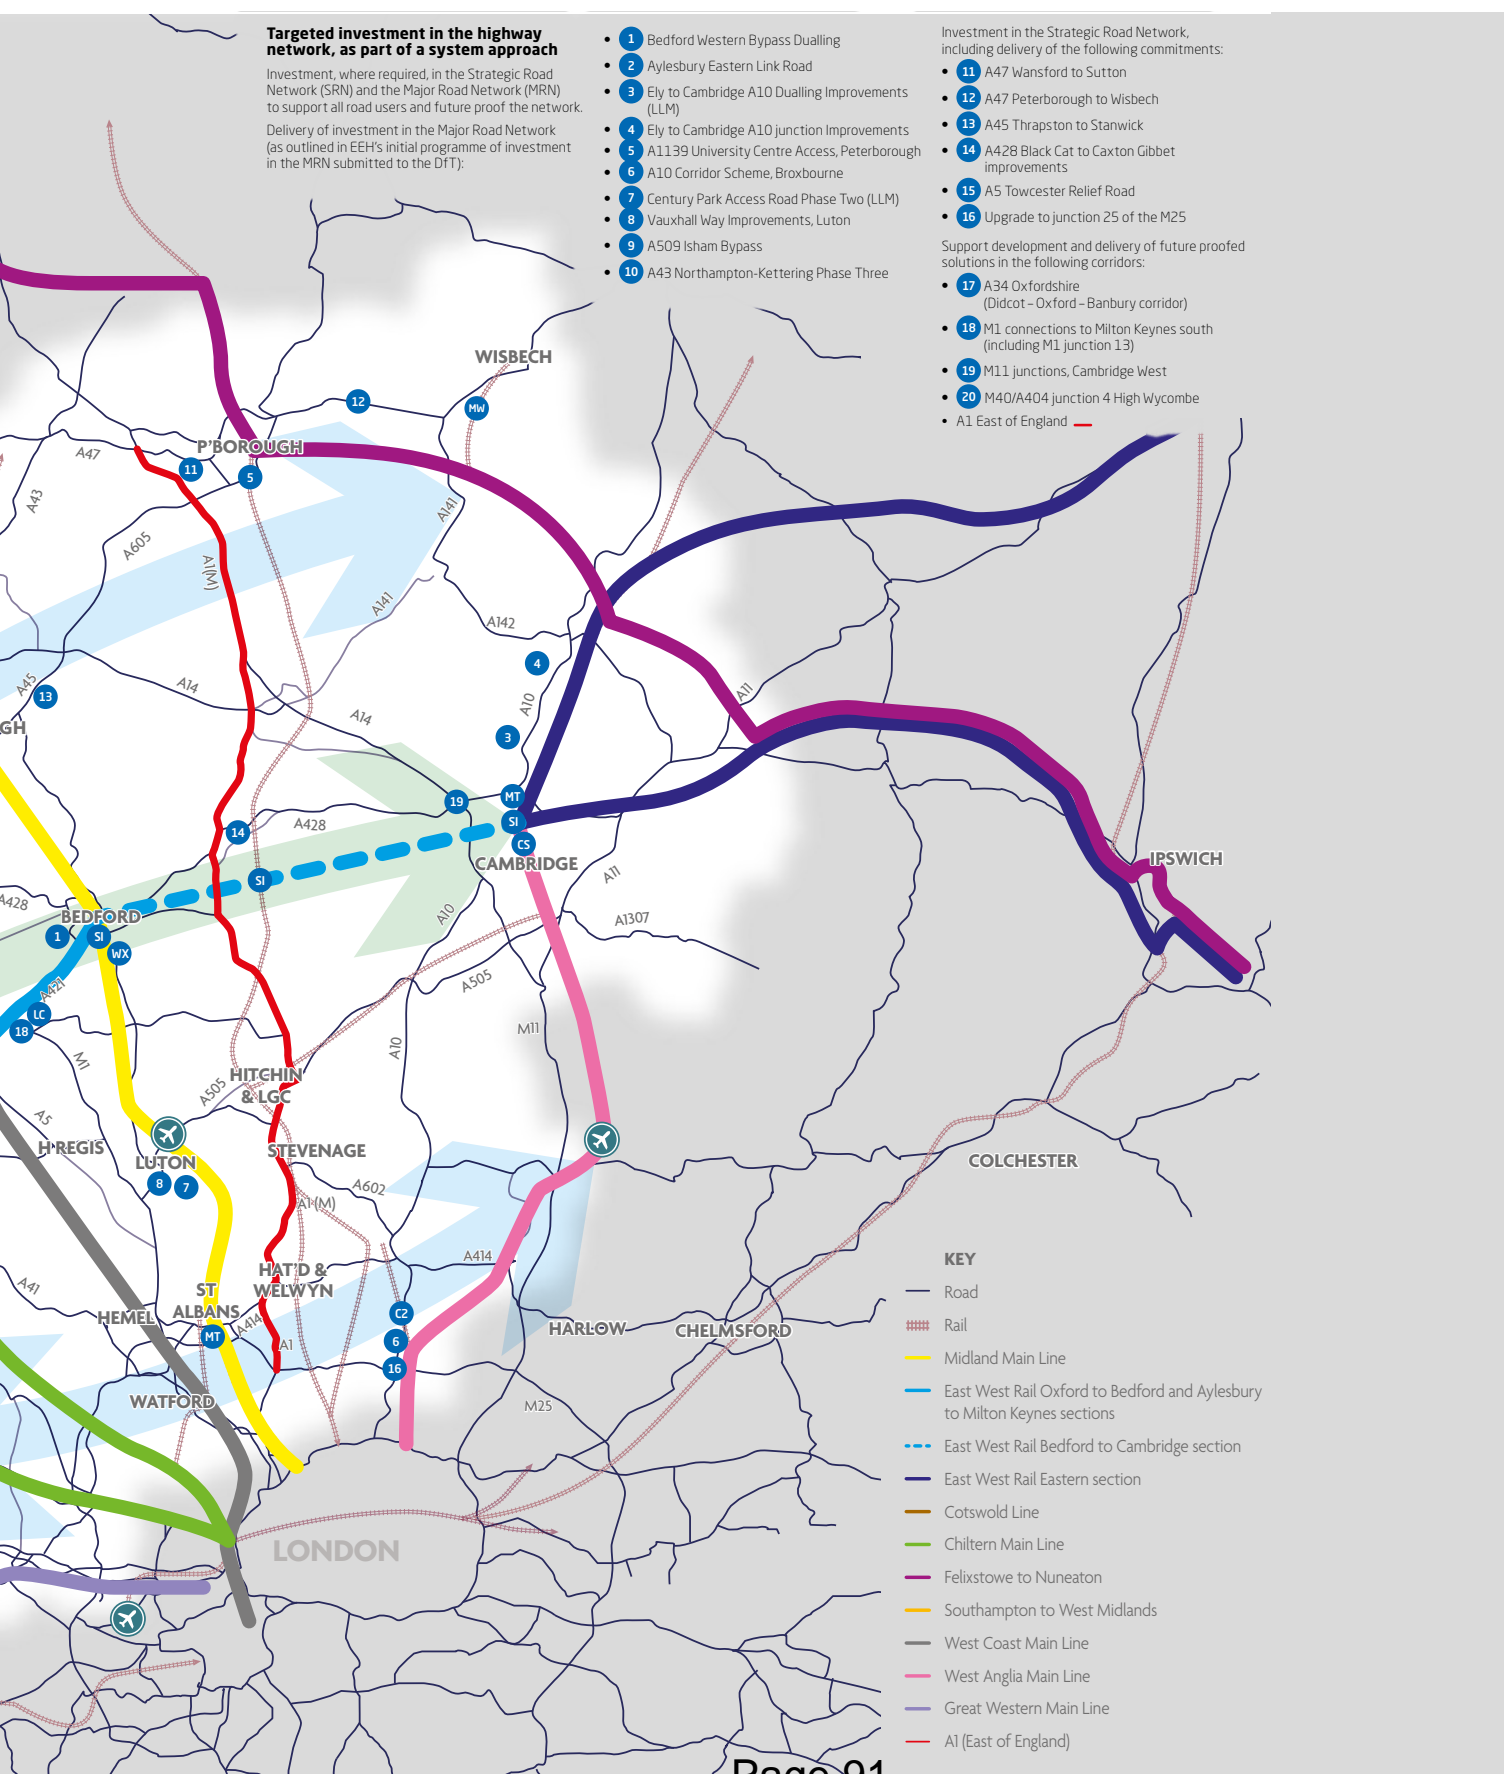 Targeted investment in the highway
network, as part of a system approach
Investment, where required, in the Strategic Road
Network (SRN) and the Major Road Network (MRN)
to support all road users and future proof the network.
Delivery of investment in the Major Road Network
(as outlined in EEH's initial programme of investment
in the MRN submitted to the DfT):
• 1 Bedford Western Bypass Dualling
• 2 Aylesbury Eastern Link Road
• 3 Ely to Cambridge A10 Dualling Improvements
(LLM)
• 4 Ely to Cambridge A10 junction Improvements
• 5 A1139 University Centre Access, Peterborough
• 6 A10 Corridor Scheme, Broxbourne
• 7 Century Park Access Road Phase Two (LLM)
• 8 Vauxhall Way Improvements, Luton
• 9 A509 Isham Bypass
• 10 A43 Northampton-Kettering Phase Three
Investment in the Strategic Road Network,
including delivery of the following commitments:
• 11 A47 Wansford to Sutton
• 12 A47 Peterborough to Wisbech
• 13 A45 Thrapston to Stanwick
• 14 A428 Black Cat to Caxton Gibbet
improvements
• 15 A5 Towcester Relief Road
• 16 Upgrade to junction 25 of the M25
Support development and delivery of future proofed
solutions in the following corridors:
• 17 A34 Oxfordshire
(Didcot – Oxford – Banbury corridor)
• 18 M1 connections to Milton Keynes south
(including M1 junction 13)
• 19 M11 junctions, Cambridge West
• 20 M40/A404 junction 4 High Wycombe
• A1 East of England
WISBECH
12
MW
P'BOROUGH
A47
11
5
A43
A141
A605
A1(M)
A141
A142
4
A45
13
A14
A10
A11
A14
GH
3
MT
19
SI
14
A428
CS
CAMBRIDGE
IPSWICH
A11
SI
A428
BEDFORD
A10
A1307
1
SI
WX
A505
A421
LC
18
M11
A10
M1
HITCHIN
& LGC
A505
A5
H REGIS
STEVENAGE
LUTON
COLCHESTER
8
7
A602
A1(M)
A414
HAT'D &
WELWYN
A41
ST
ALBANS
C2
HEMEL
MT
A414
A1
6
HARLOW
CHELMSFORD
16
WATFORD
M25
LONDON
KEY
Road
Rail
Midland Main Line
East West Rail Oxford to Bedford and Aylesbury
to Milton Keynes sections
East West Rail Bedford to Cambridge section
East West Rail Eastern section
Cotswold Line
Chiltern Main Line
Felixstowe to Nuneaton
Southampton to West Midlands
West Coast Main Line
West Anglia Main Line
Great Western Main Line
A1 (East of England)
Page 91